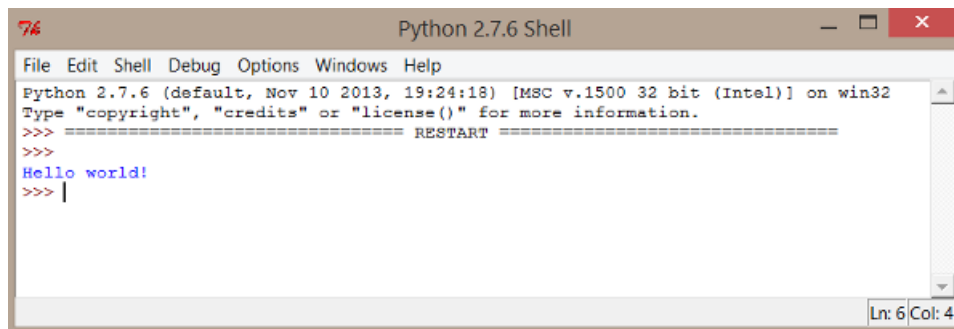 Python 2.7.6 Shell
File Edit Shell Debug Options Windows Help
Python 2.7.6 (default, Nov 10 2013, 19:24:18) [MSC v.1500 32 bit (Intel)] on win32
Type "copyright", "credits" or "license()" for more information.
>>> ================================ RESTART ================================
>>>
Hello world!
>>>
Ln: 6 Col: 4